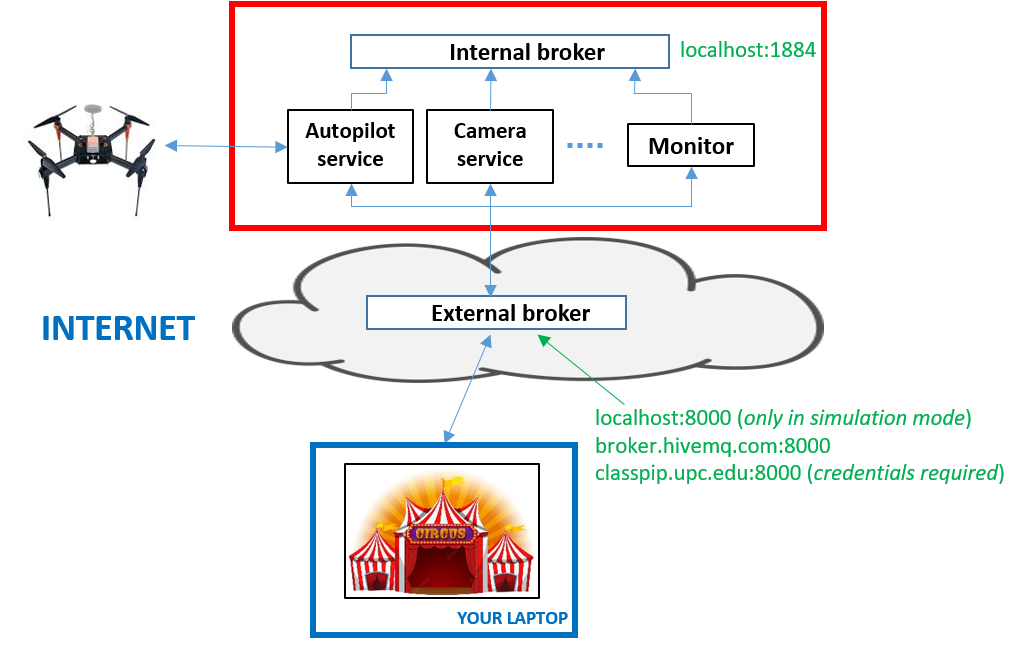 Internal broker
localhost:1884
Autopilot
service
Camera
service
Monitor
External broker
INTERNET
localhost:8000 (only in simulation mode)
broker.hivemq.com:8000
classpip.upc.edu:8000 (credentials required)
CIRCUS
YOUR LAPTOP